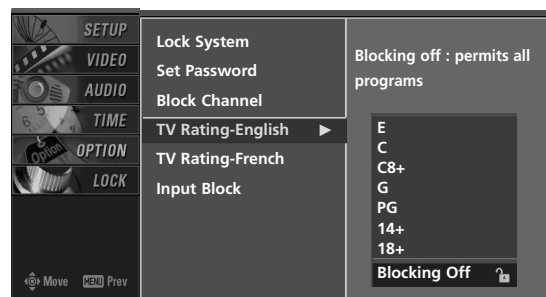 SETUP
VIDEO
AUDIO
TIME
OPTION
LOCK
Move MENU Prev
Lock System
Set Password
Block Channel
TV Rating-English ►
TV Rating-French
Input Block
Blocking off : permits all
programs
E
C
C8+
G
PG
14+
18+
Blocking Off